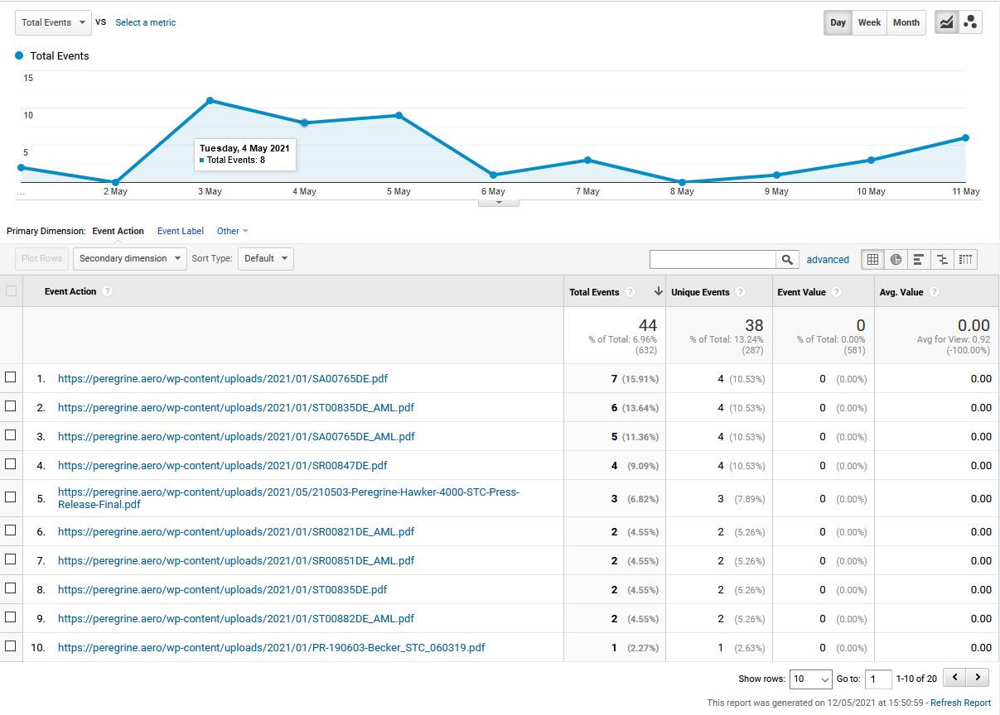 Total Events VS Select a metric Day Week Month
Total Events
15
10
5
Tuesday, 4 May 2021
Total Events: 8
... 2 May 3 May 4 May 5 May 6 May 7 May 8 May 9 May 10 May 11 May
Primary Dimension: Event Action Event Label Other
Plot Rows Secondary dimension Sort Type: Default advanced
Event Action ? Total Events ? Unique Events ? Event Value ? Avg. Value ?
44 38 0 0.00
% of Total: 6.96% % of Total: 13.24% % of Total: 0.00% Avg for View: 0.92
(632) (287) (581) (-100.00%)
1. https://peregrine.aero/wp-content/uploads/2021/01/SA00765DE.pdf 7 (15.91%) 4 (10.53%) 0 (0.00%) 0.00
2. https://peregrine.aero/wp-content/uploads/2021/01/ST00835DE_AML.pdf 6 (13.64%) 4 (10.53%) 0 (0.00%) 0.00
3. https://peregrine.aero/wp-content/uploads/2021/01/SA00765DE_AML.pdf 5 (11.36%) 4 (10.53%) 0 (0.00%) 0.00
4. https://peregrine.aero/wp-content/uploads/2021/01/SR00847DE.pdf 4 (9.09%) 4 (10.53%) 0 (0.00%) 0.00
5. https://peregrine.aero/wp-content/uploads/2021/05/210503-Peregrine-Hawker-4000-STC-Press-
Release-Final.pdf 3 (6.82%) 3 (7.89%) 0 (0.00%) 0.00
6. https://peregrine.aero/wp-content/uploads/2021/01/SR00821DE_AML.pdf 2 (4.55%) 2 (5.26%) 0 (0.00%) 0.00
7. https://peregrine.aero/wp-content/uploads/2021/01/SR00851DE_AML.pdf 2 (4.55%) 2 (5.26%) 0 (0.00%) 0.00
8. https://peregrine.aero/wp-content/uploads/2021/01/ST00835DE.pdf 2 (4.55%) 2 (5.26%) 0 (0.00%) 0.00
9. https://peregrine.aero/wp-content/uploads/2021/01/ST00882DE_AML.pdf 2 (4.55%) 2 (5.26%) 0 (0.00%) 0.00
10. https://peregrine.aero/wp-content/uploads/2021/01/PR-190603-Becker_STC_060319.pdf 1 (2.27%) 1 (2.63%) 0 (0.00%) 0.00
Show rows: 10 Go to: 1 1-10 of 20
This report was generated on 12/05/2021 at 15:50:59 - Refresh Report